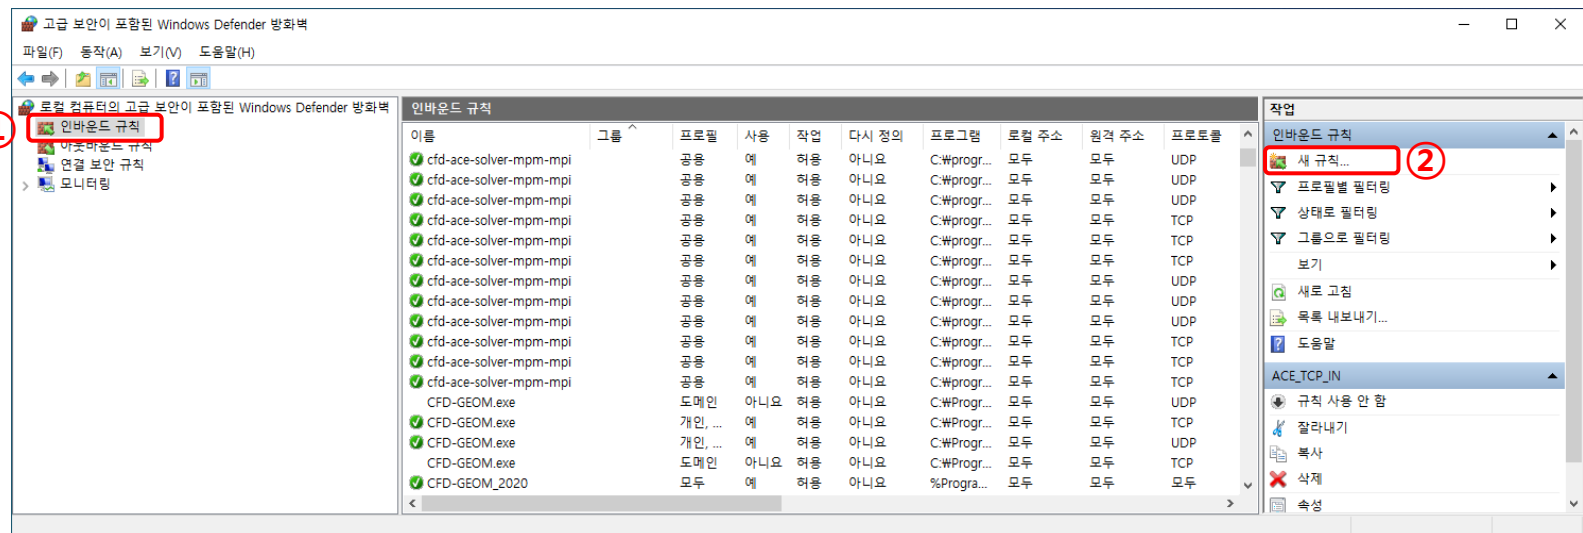 고급 보안이 포함된 Windows Defender 방화벽
파일(F) 동작(A) 보기(V) 도움말(H)
로컬 컴퓨터의 고급 보안이 포함된 Windows Defender 방화벽
인바운드 규칙
아웃바운드 규칙
연결 보안 규칙
모니터링
인바운드 규칙
이름 그룹 프로필 사용 작업 다시 정의 프로그램 로컬 주소 원격 주소 프로토콜
cfd-ace-solver-mpm-mpi 공용 예 허용 아니요 C:₩progr... 모두 모두 UDP
cfd-ace-solver-mpm-mpi 공용 예 허용 아니요 C:₩progr... 모두 모두 UDP
cfd-ace-solver-mpm-mpi 공용 예 허용 아니요 C:₩progr... 모두 모두 UDP
cfd-ace-solver-mpm-mpi 공용 예 허용 아니요 C:₩progr... 모두 모두 TCP
cfd-ace-solver-mpm-mpi 공용 예 허용 아니요 C:₩progr... 모두 모두 TCP
cfd-ace-solver-mpm-mpi 공용 예 허용 아니요 C:₩progr... 모두 모두 TCP
cfd-ace-solver-mpm-mpi 공용 예 허용 아니요 C:₩progr... 모두 모두 UDP
cfd-ace-solver-mpm-mpi 공용 예 허용 아니요 C:₩progr... 모두 모두 UDP
cfd-ace-solver-mpm-mpi 공용 예 허용 아니요 C:₩progr... 모두 모두 UDP
cfd-ace-solver-mpm-mpi 공용 예 허용 아니요 C:₩progr... 모두 모두 TCP
cfd-ace-solver-mpm-mpi 공용 예 허용 아니요 C:₩progr... 모두 모두 TCP
cfd-ace-solver-mpm-mpi 공용 예 허용 아니요 C:₩progr... 모두 모두 TCP
CFD-GEOM.exe 도메인 아니요 허용 아니요 C:₩Progr... 모두 모두 UDP
CFD-GEOM.exe 개인, ... 예 허용 아니요 C:₩Progr... 모두 모두 TCP
CFD-GEOM.exe 개인, ... 예 허용 아니요 C:₩Progr... 모두 모두 UDP
CFD-GEOM.exe 도메인 아니요 허용 아니요 C:₩Progr... 모두 모두 TCP
CFD-GEOM_2020 모두 예 허용 아니요 %Progra... 모두 모두 모두
작업
인바운드 규칙
새 규칙... ②
프로필별 필터링
상태로 필터링
그룹으로 필터링
보기
새로 고침
목록 내보내기...
도움말
ACE_TCP_IN
규칙 사용 안 함
잘라내기
복사
삭제
속성